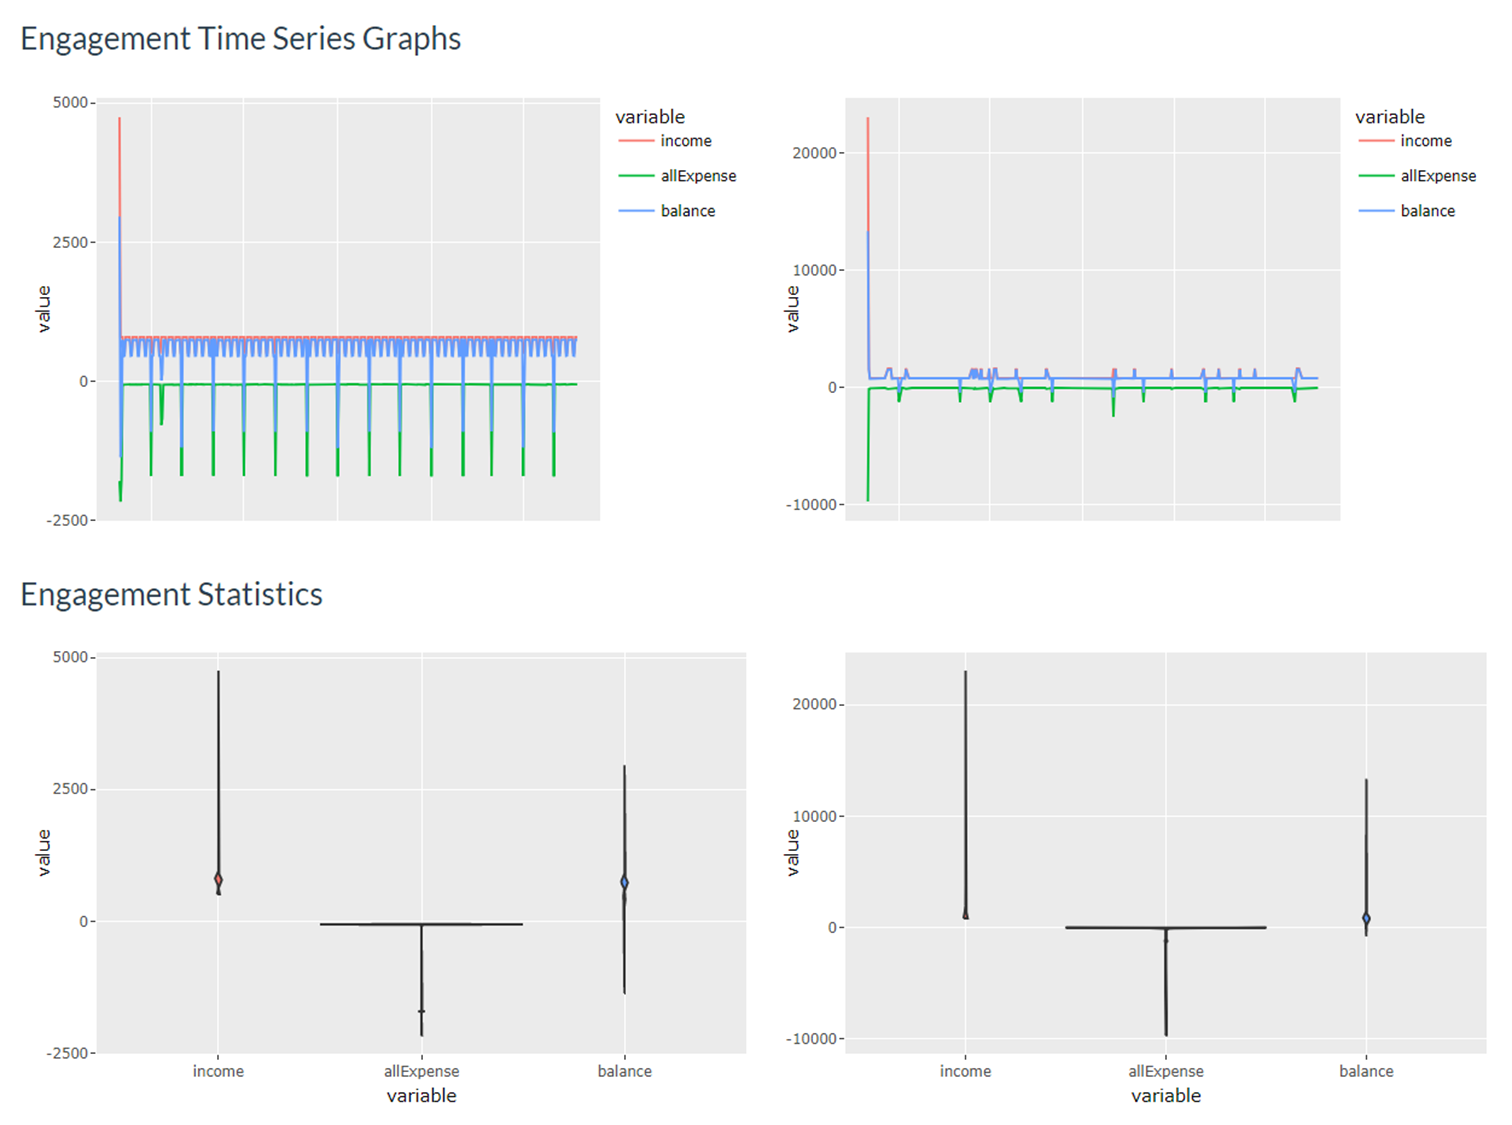 Engagement Time Series Graphs
5000
2500
0
-2500
value
variable
income
allExpense
balance
20000
10000
0
-10000
value
variable
income
allExpense
balance
Engagement Statistics
5000
2500
0
-2500
value
income allExpense balance
variable
20000
10000
0
-10000
value
income allExpense balance
variable